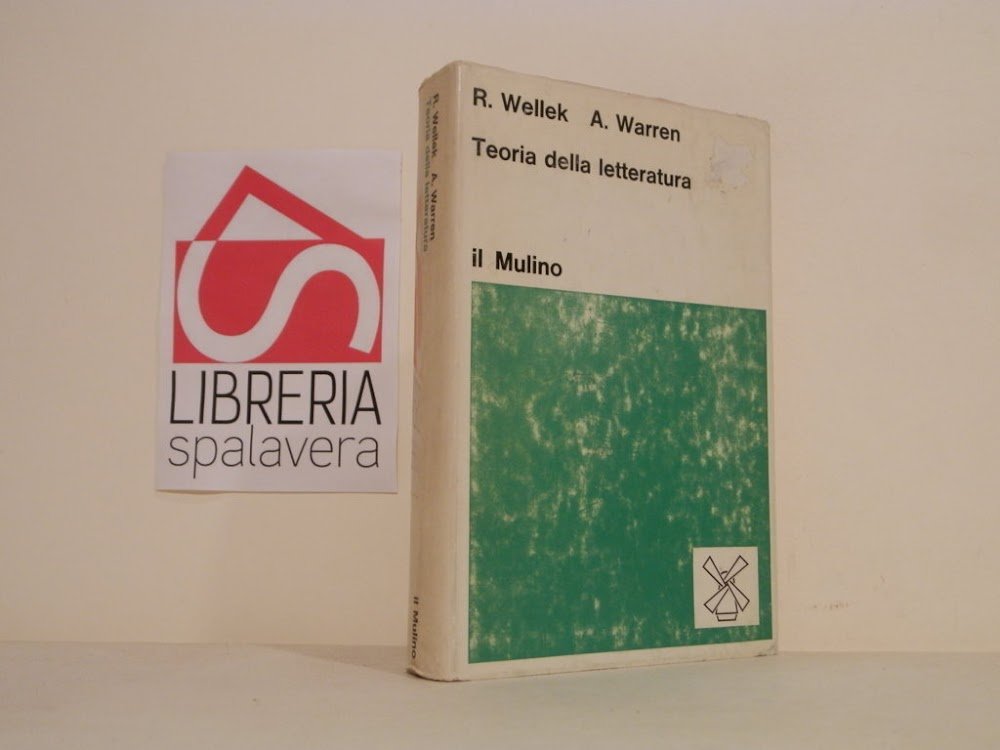 LIBRERIA
spalavera
R. Wellek A. Warren
Teoria della letteratura
il Mulino
R. Wellek A. Warren
Teoria della letteratura
il Mulino